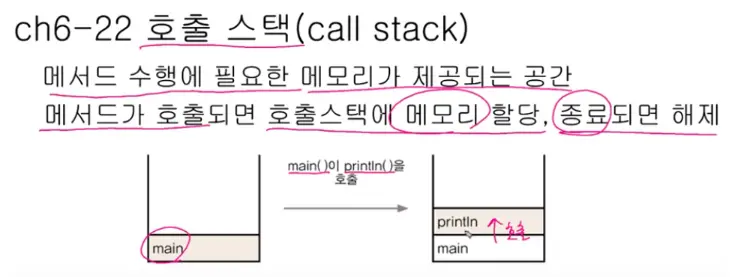 ch6-22 호출 스택(call stack)
메서드 수행에 필요한 메모리가 제공되는 공간
메서드가 호출되면 호출스택에 메모리 할당, 종료되면 해제
main()이 println()을
호출
main
println
호출
main